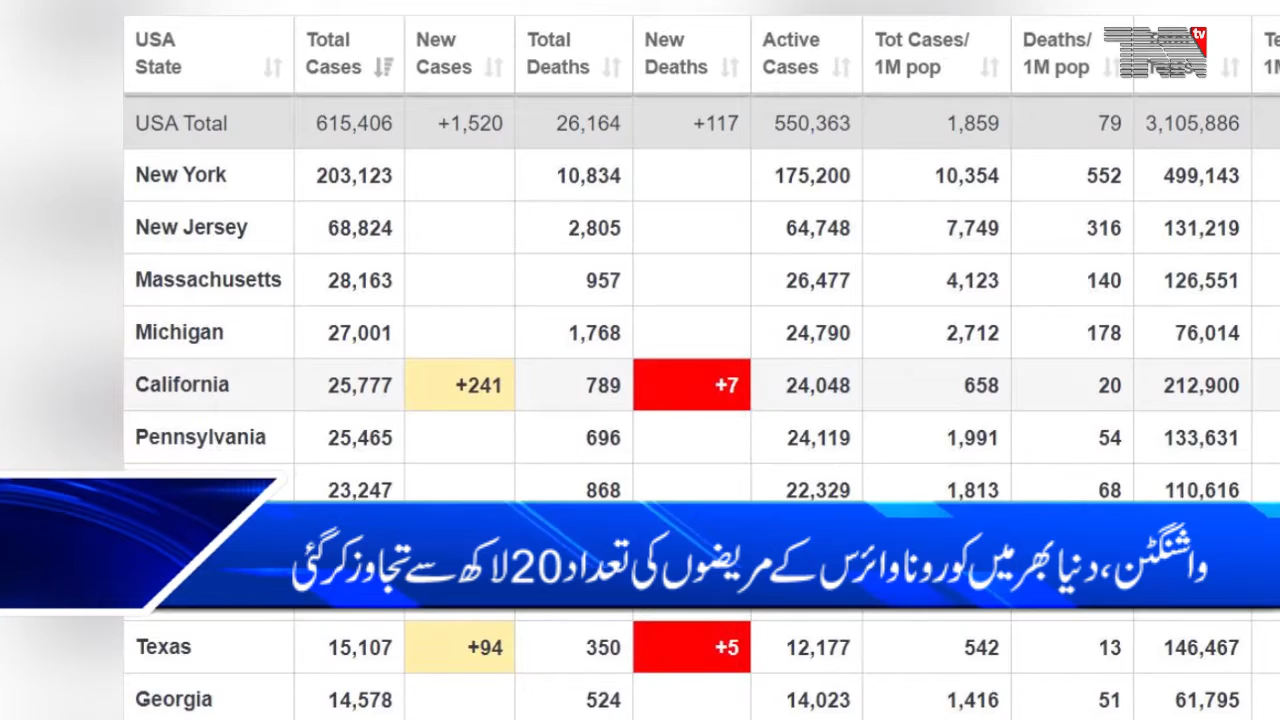 USA State Total Cases New Cases Total Deaths New Deaths Active Cases Tot Cases/ 1M pop Deaths/ 1M pop
USA Total 615,406 +1,520 26,164 +117 550,363 1,859 79 3,105,886
New York 203,123 10,834 175,200 10,354 552 499,143
New Jersey 68,824 2,805 64,748 7,749 316 131,219
Massachusetts 28,163 957 26,477 4,123 140 126,551
Michigan 27,001 1,768 24,790 2,712 178 76,014
California 25,777 +241 789 +7 24,048 658 20 212,900
Pennsylvania 25,465 696 24,119 1,991 54 133,631
23,247 868 22,329 1,813 68 110,616
واشنگٹن، دنیا بھر میں کورونا وائرس کے مریضوں کی تعداد 20 لاکھ سے تجاوز کر گئی
Texas 15,107 +94 350 +5 12,177 542 13 146,467
Georgia 14,578 524 14,023 1,416 51 61,795
tv